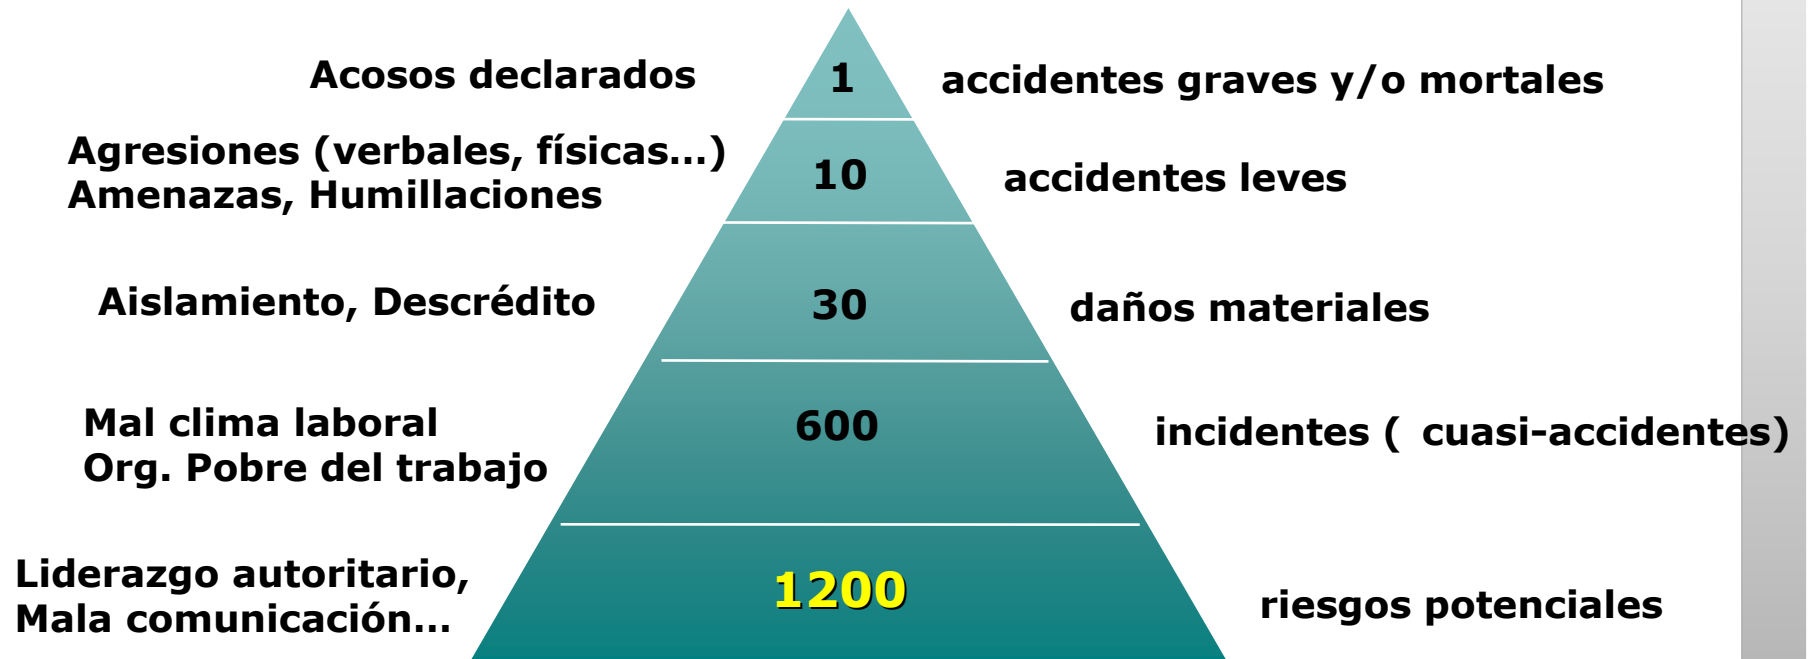 Acosos declarados
1
accidentes graves y/o mortales
Agresiones (verbales, físicas...)
Amenazas, Humillaciones
10
accidentes leves
Aislamiento, Descrédito
30
daños materiales
Mal clima laboral
Org. Pobre del trabajo
600
incidentes ( cuasi-accidentes)
Liderazgo autoritario,
Mala comunicación...
1200
riesgos potenciales